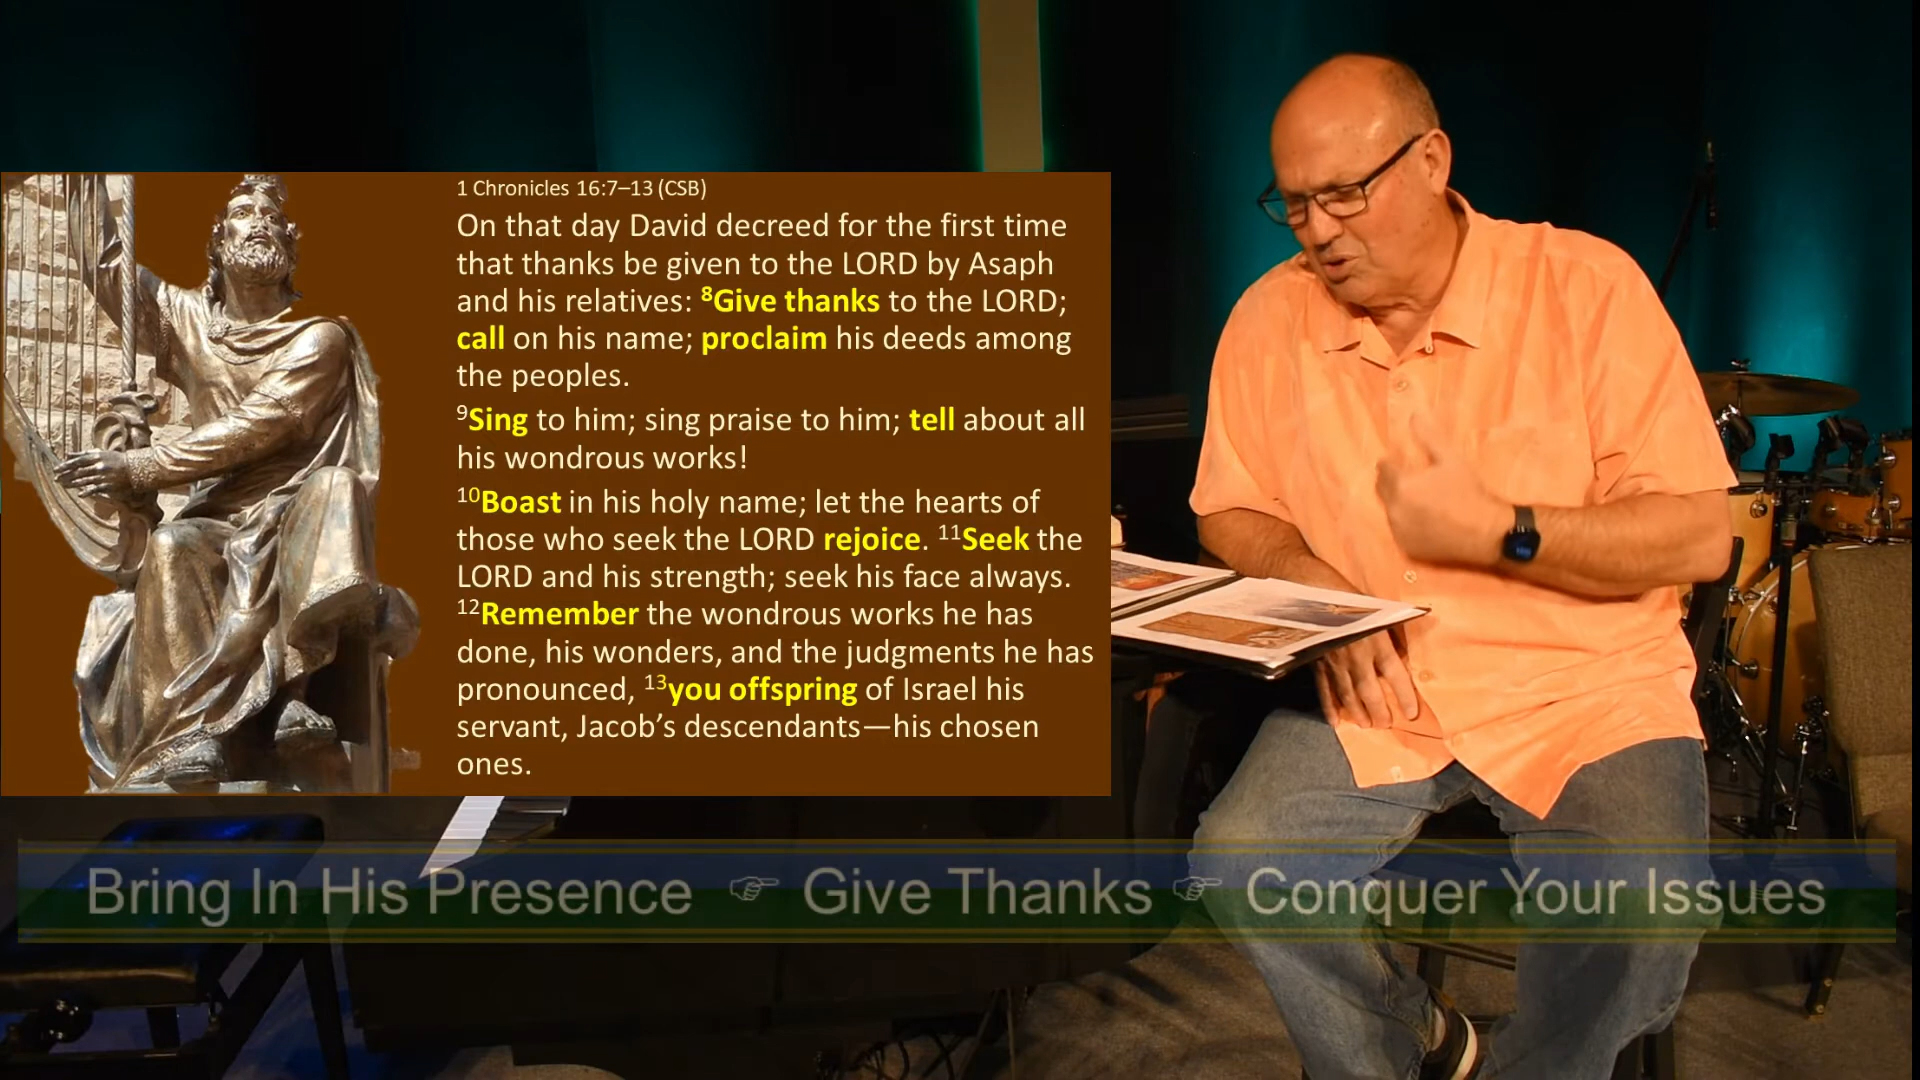 1 Chronicles 16:7–13 (CSB)
On that day David decreed for the first time
that thanks be given to the LORD by Asaph
and his relatives: ⁸Give thanks to the LORD;
call on his name; proclaim his deeds among
the peoples.
⁹Sing to him; sing praise to him; tell about all
his wondrous works!
¹⁰Boast in his holy name; let the hearts of
those who seek the LORD rejoice. ¹¹Seek the
LORD and his strength; seek his face always.
¹²Remember the wondrous works he has
done, his wonders, and the judgments he has
pronounced, ¹³you offspring of Israel his
servant, Jacob’s descendants—his chosen
ones.
Bring In His Presence ☞ Give Thanks ☞ Conquer Your Issues